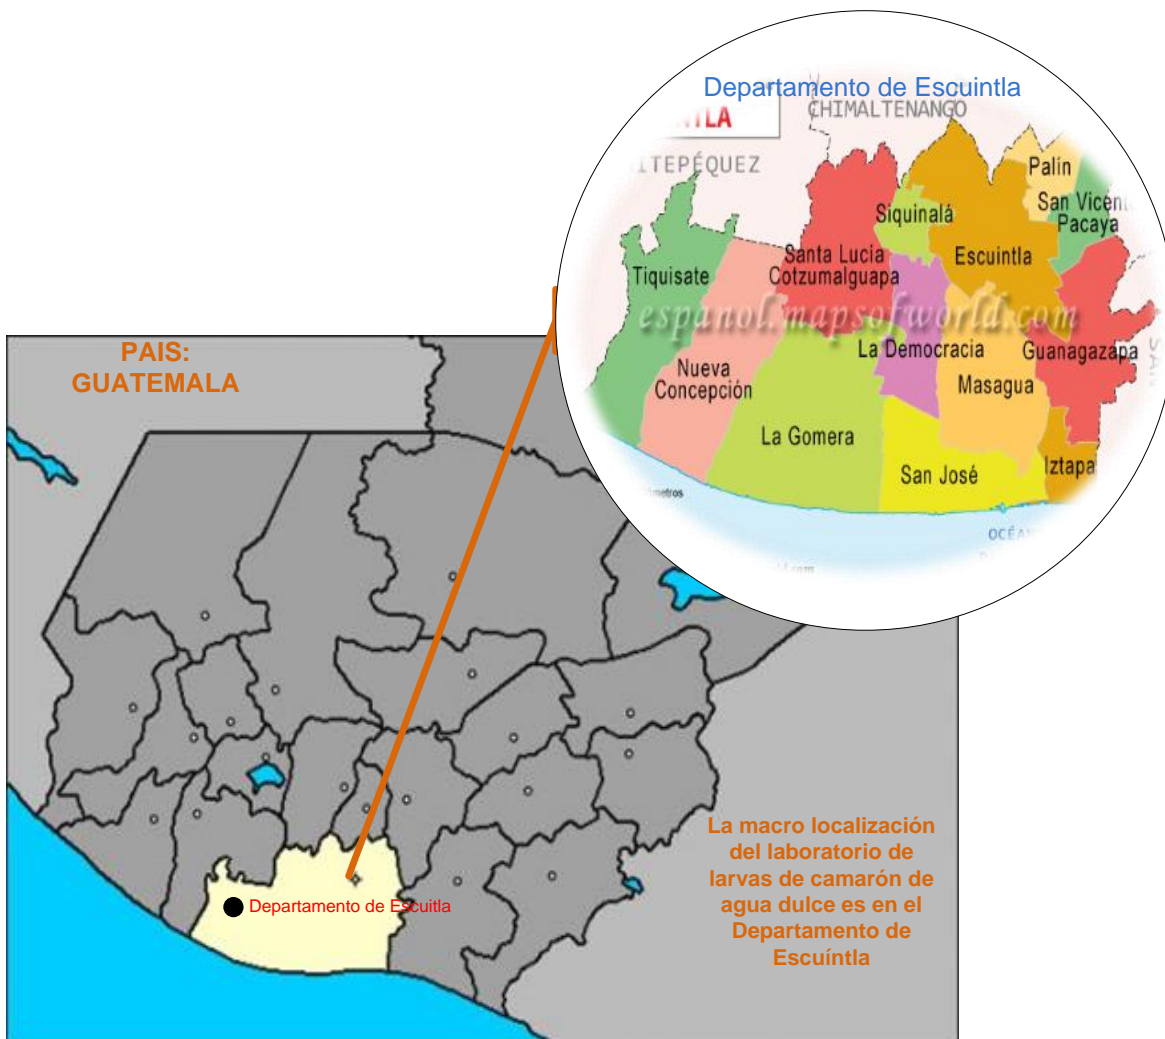 Departamento de Escuintla
CHIMALTENANGO
Palín
San Vicen
Pacaya
Siquinalá
Escuintla
Santa Lucía
Cotzumalguapa
Tiquisate
espanol.mapsofworld.com
La Democracia
Guanagazapa
Nueva
Concepción
Masagua
La Gomera
San José
Iztapa
PAIS:
GUATEMALA
Departamento de Escuitla
La macro localización
del laboratorio de
larvas de camarón de
agua dulce es en el
Departamento de
Escuíntla